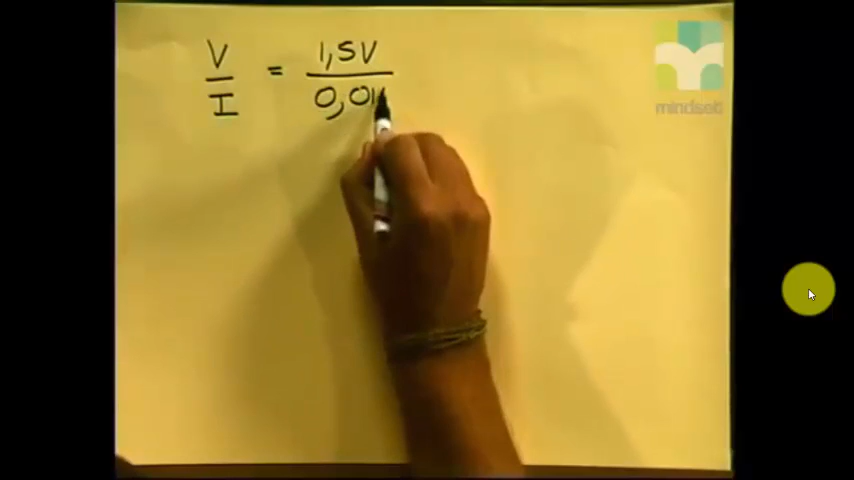 V / I = 1,5V / 0,01
mindset